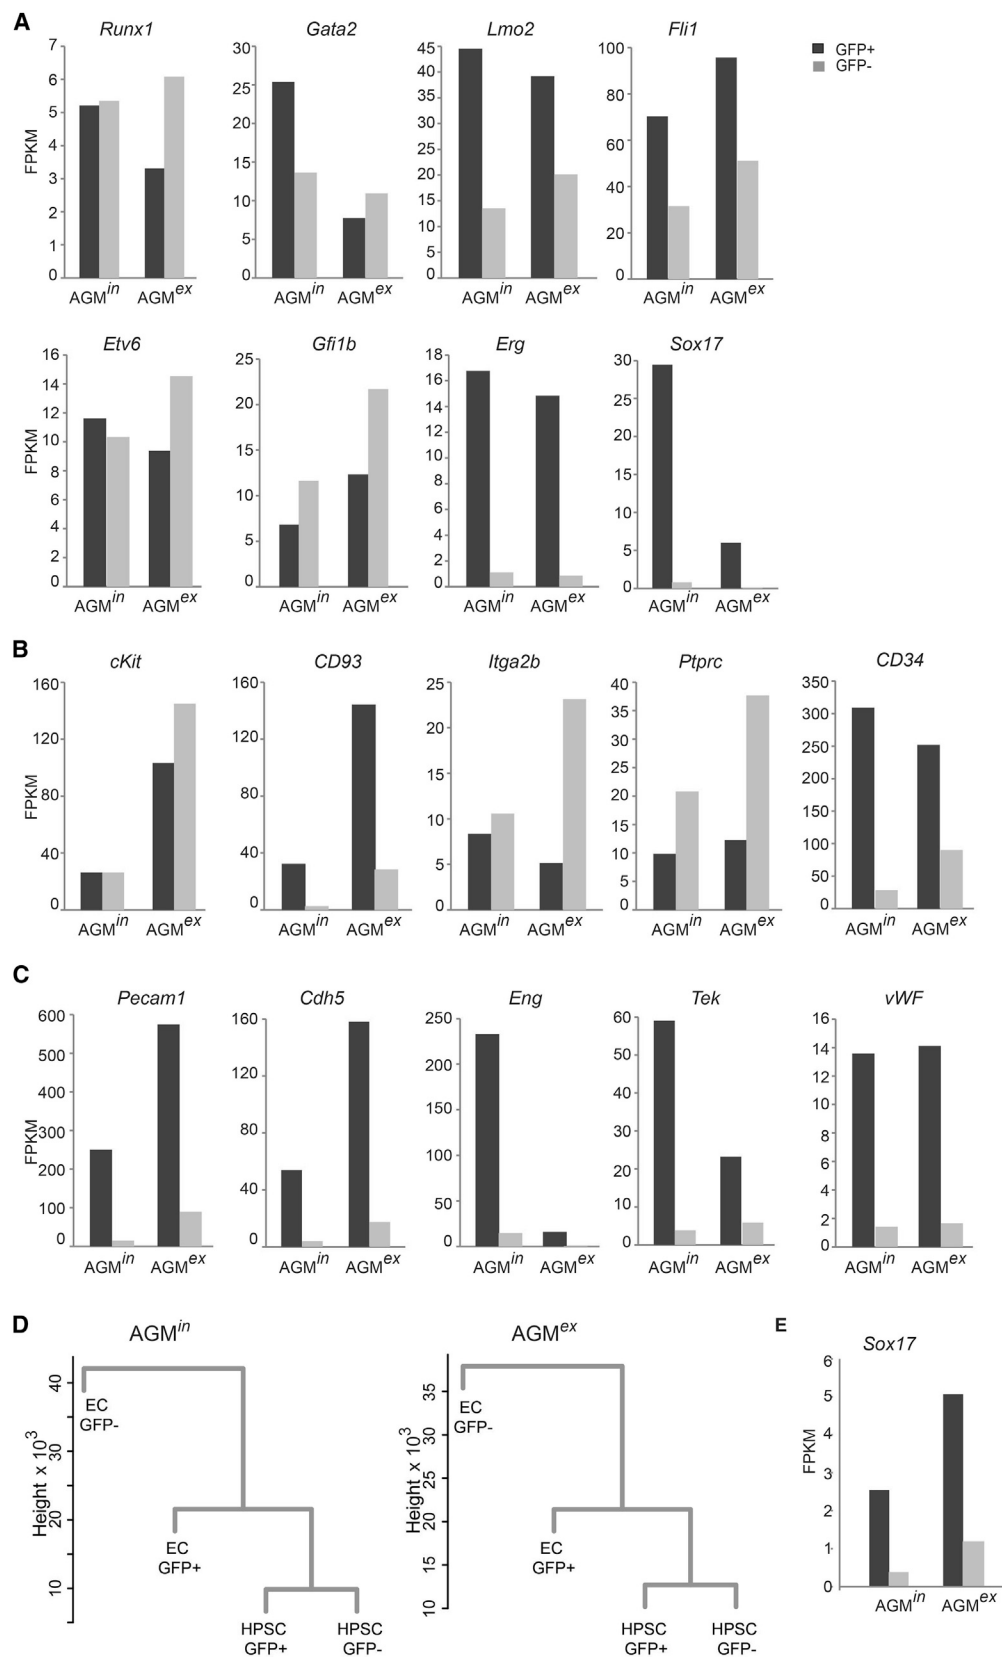 A
Runx1
Gata2
Lmo2
Fli1
GFP+
GFP-
FPKM
7
6
5
4
3
2
1
0
AGMin
AGMex
30
25
20
15
10
5
0
AGMin
AGMex
45
40
35
30
25
20
15
10
5
0
AGMin
AGMex
100
80
60
40
20
0
AGMin
AGMex
Etv6
Gfi1b
Erg
Sox17
FPKM
16
14
12
10
8
6
4
2
0
AGMin
AGMex
25
20
15
10
5
0
AGMin
AGMex
18
16
14
12
10
8
6
4
2
0
AGMin
AGMex
30
25
20
15
10
5
0
AGMin
AGMex
B
cKit
CD93
Itga2b
Ptprc
CD34
FPKM
160
120
80
40
0
AGMin
AGMex
160
120
80
40
0
AGMin
AGMex
25
20
15
10
5
0
AGMin
AGMex
40
35
30
25
20
15
10
5
0
AGMin
AGMex
350
300
250
200
150
100
50
0
AGMin
AGMex
C
Pecam1
Cdh5
Eng
Tek
vWF
FPKM
600
500
400
300
200
100
0
AGMin
AGMex
160
120
80
40
0
AGMin
AGMex
250
200
150
100
50
0
AGMin
AGMex
60
50
40
30
20
10
0
AGMin
AGMex
16
14
12
10
8
6
4
2
0
AGMin
AGMex
D
AGMin
Height x 103
40
30
20
10
EC
GFP-
EC
GFP+
HPSC
GFP+
HPSC
GFP-
AGMex
Height x 103
35
30
25
20
15
10
EC
GFP-
EC
GFP+
HPSC
GFP+
HPSC
GFP-
E
Sox17
FPKM
6
5
4
3
2
1
0
AGMin
AGMex